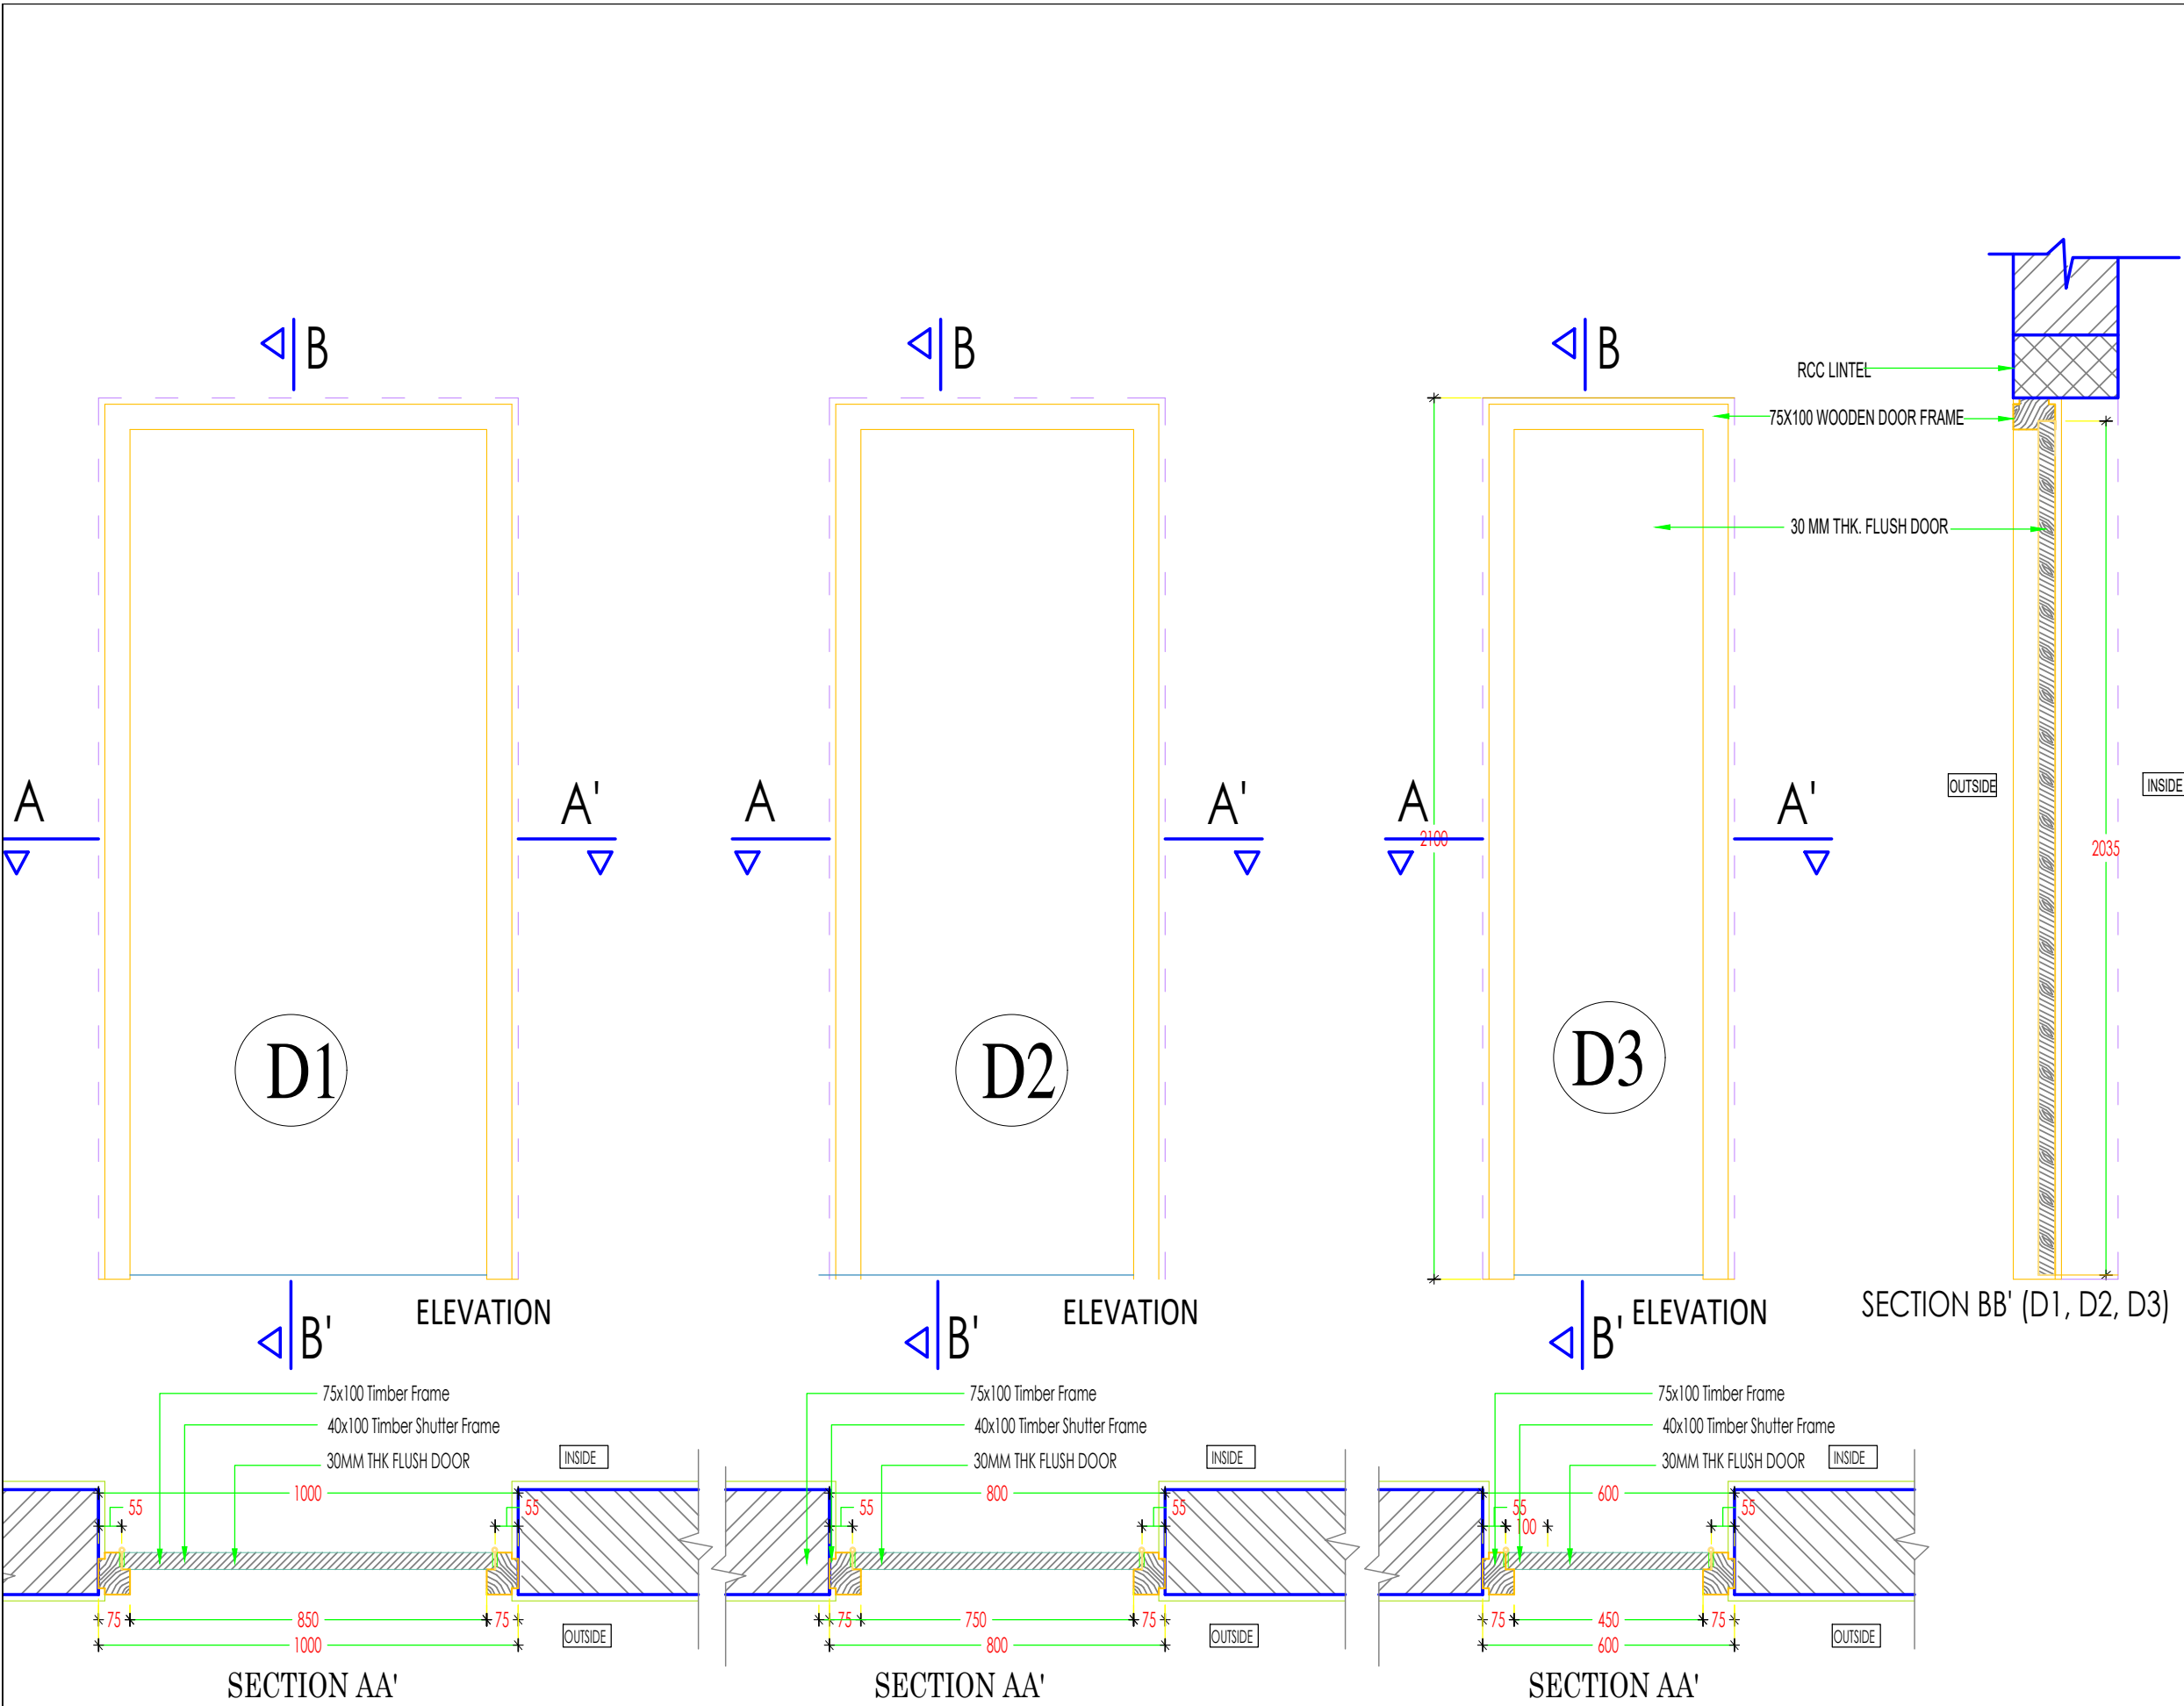 B
B
B
RCC LINTEL
75X100 WOODEN DOOR FRAME
30 MM THK. FLUSH DOOR
A
A'
A
A'
A
2100
A'
OUTSIDE
INSIDE
2035
D1
D2
D3
ELEVATION
ELEVATION
ELEVATION
SECTION BB' (D1, D2, D3)
B'
B'
B'
75x100 Timber Frame
40x100 Timber Shutter Frame
30MM THK FLUSH DOOR
INSIDE
1000
55
55
75
850
75
1000
OUTSIDE
SECTION AA'
75x100 Timber Frame
40x100 Timber Shutter Frame
30MM THK FLUSH DOOR
INSIDE
800
55
55
75
750
75
800
OUTSIDE
SECTION AA'
75x100 Timber Frame
40x100 Timber Shutter Frame
30MM THK FLUSH DOOR
INSIDE
600
55
100
55
75
450
75
600
OUTSIDE
SECTION AA'